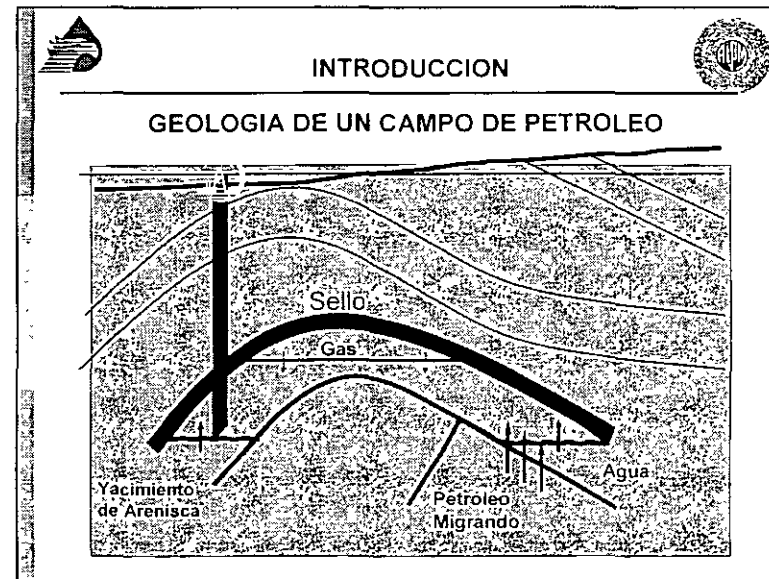 INTRODUCCION
GEOLOGIA DE UN CAMPO DE PETROLEO
Sello
Gas
Yacimiento
de Arenisca
Petroleo
Migrando
Agua